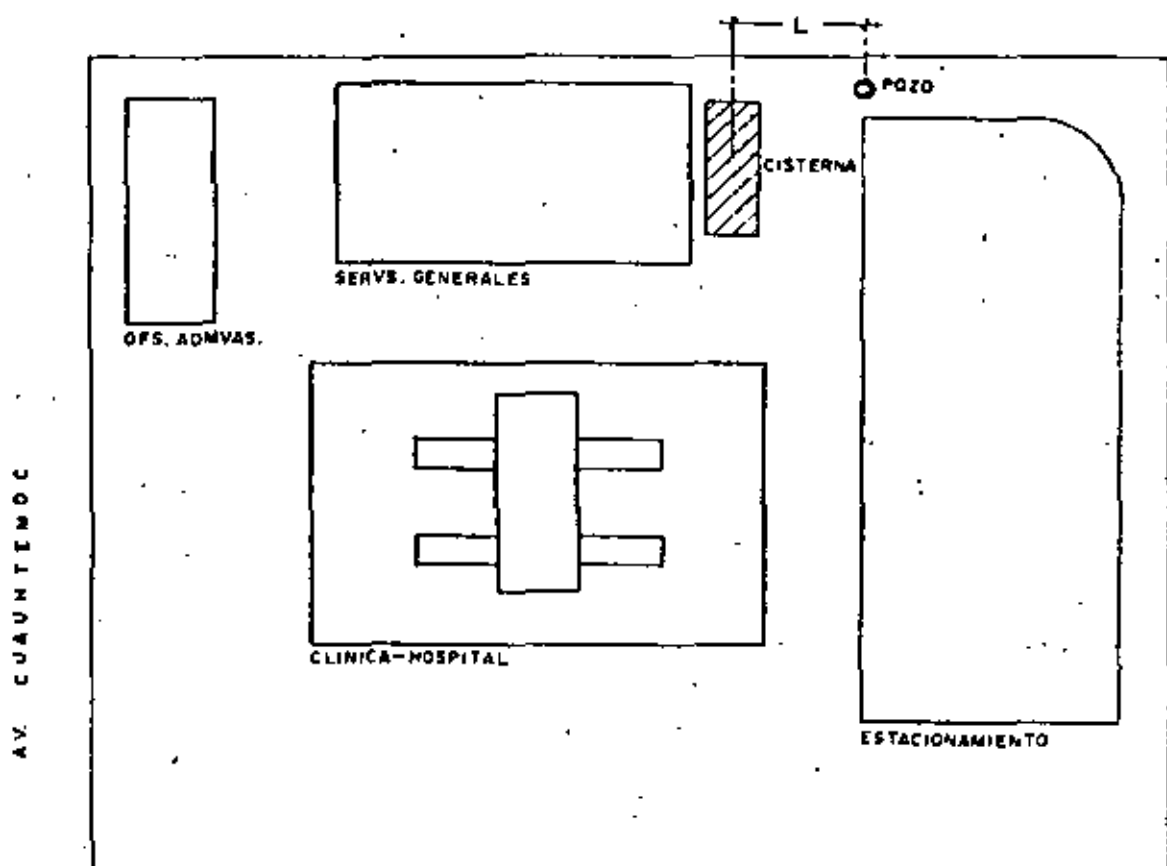 L
POZO
CISTERNA
SERVS. GENERALES
OFS. ADMVAS.
AV. CUAUHTEMOC
CLINICA-HOSPITAL
ESTACIONAMIENTO